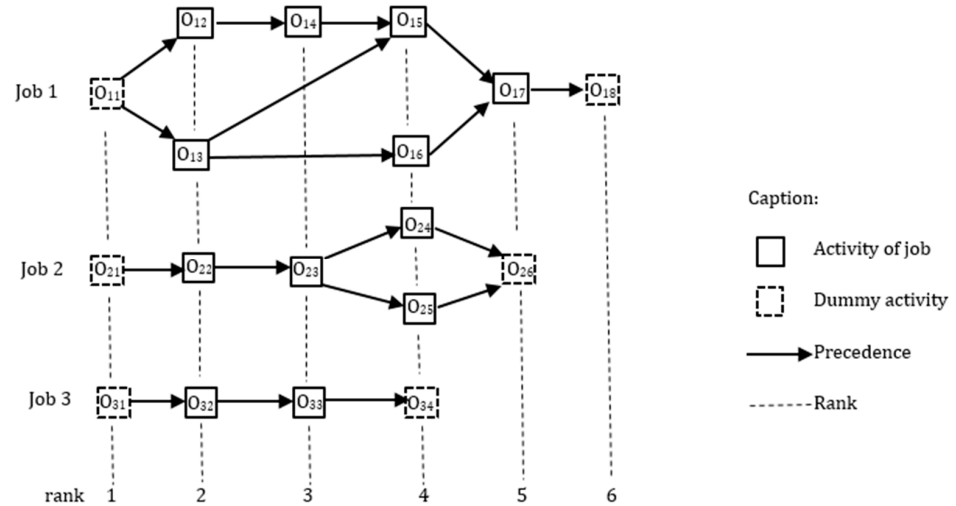 O₁₂ O₁₄ O₁₅
Job 1 O₁₁ O₁₇ O₁₈
O₁₃ O₁₆
O₂₄
Job 2 O₂₁ O₂₂ O₂₃ O₂₆
O₂₅
Job 3 O₃₁ O₃₂ O₃₃ O₃₄
rank 1 2 3 4 5 6
Caption:
Activity of job
Dummy activity
Precedence
Rank